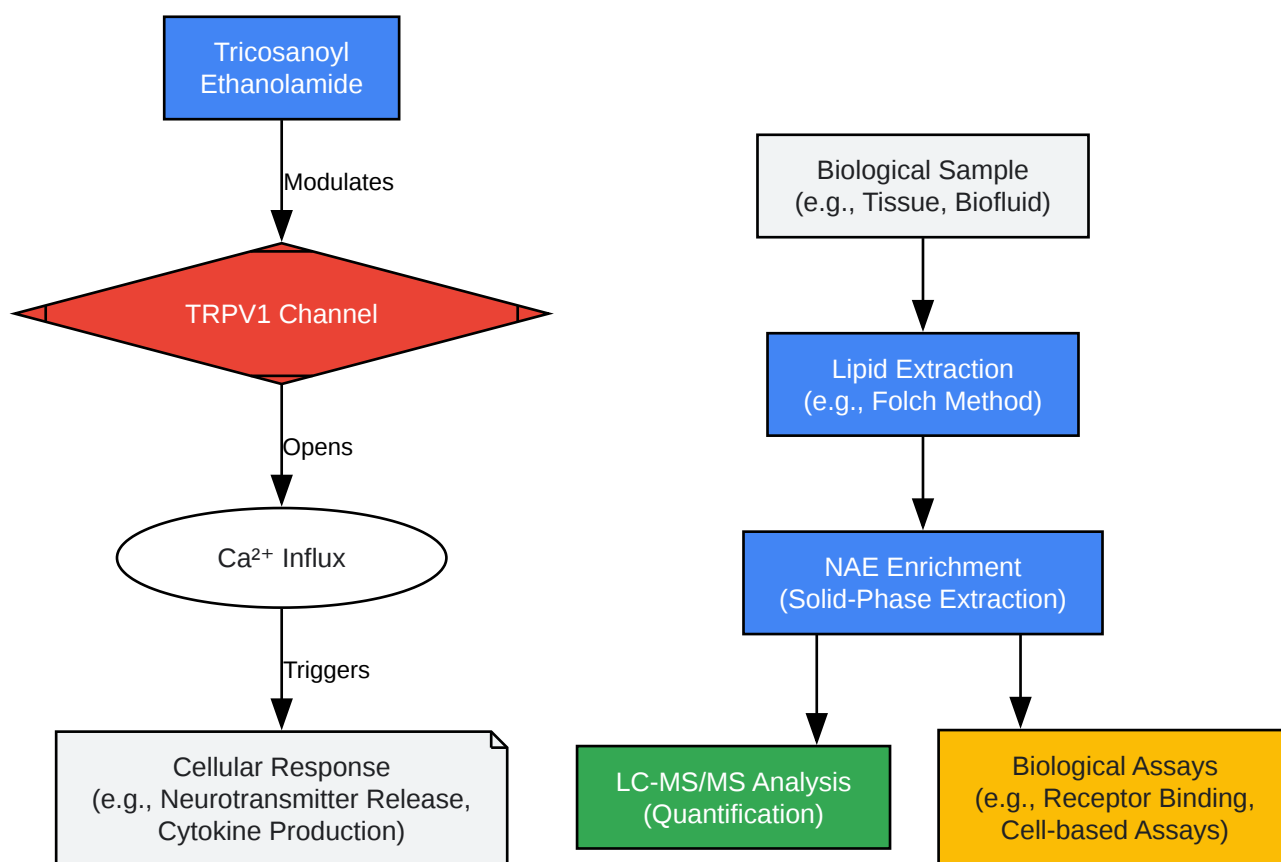 Tricosanoyl
Ethanolamide
Modulates
TRPV1 Channel
Opens
Ca²⁺ Influx
Triggers
Cellular Response
(e.g., Neurotransmitter Release,
Cytokine Production)
Biological Sample
(e.g., Tissue, Biofluid)
Lipid Extraction
(e.g., Folch Method)
NAE Enrichment
(Solid-Phase Extraction)
LC-MS/MS Analysis
(Quantification)
Biological Assays
(e.g., Receptor Binding,
Cell-based Assays)